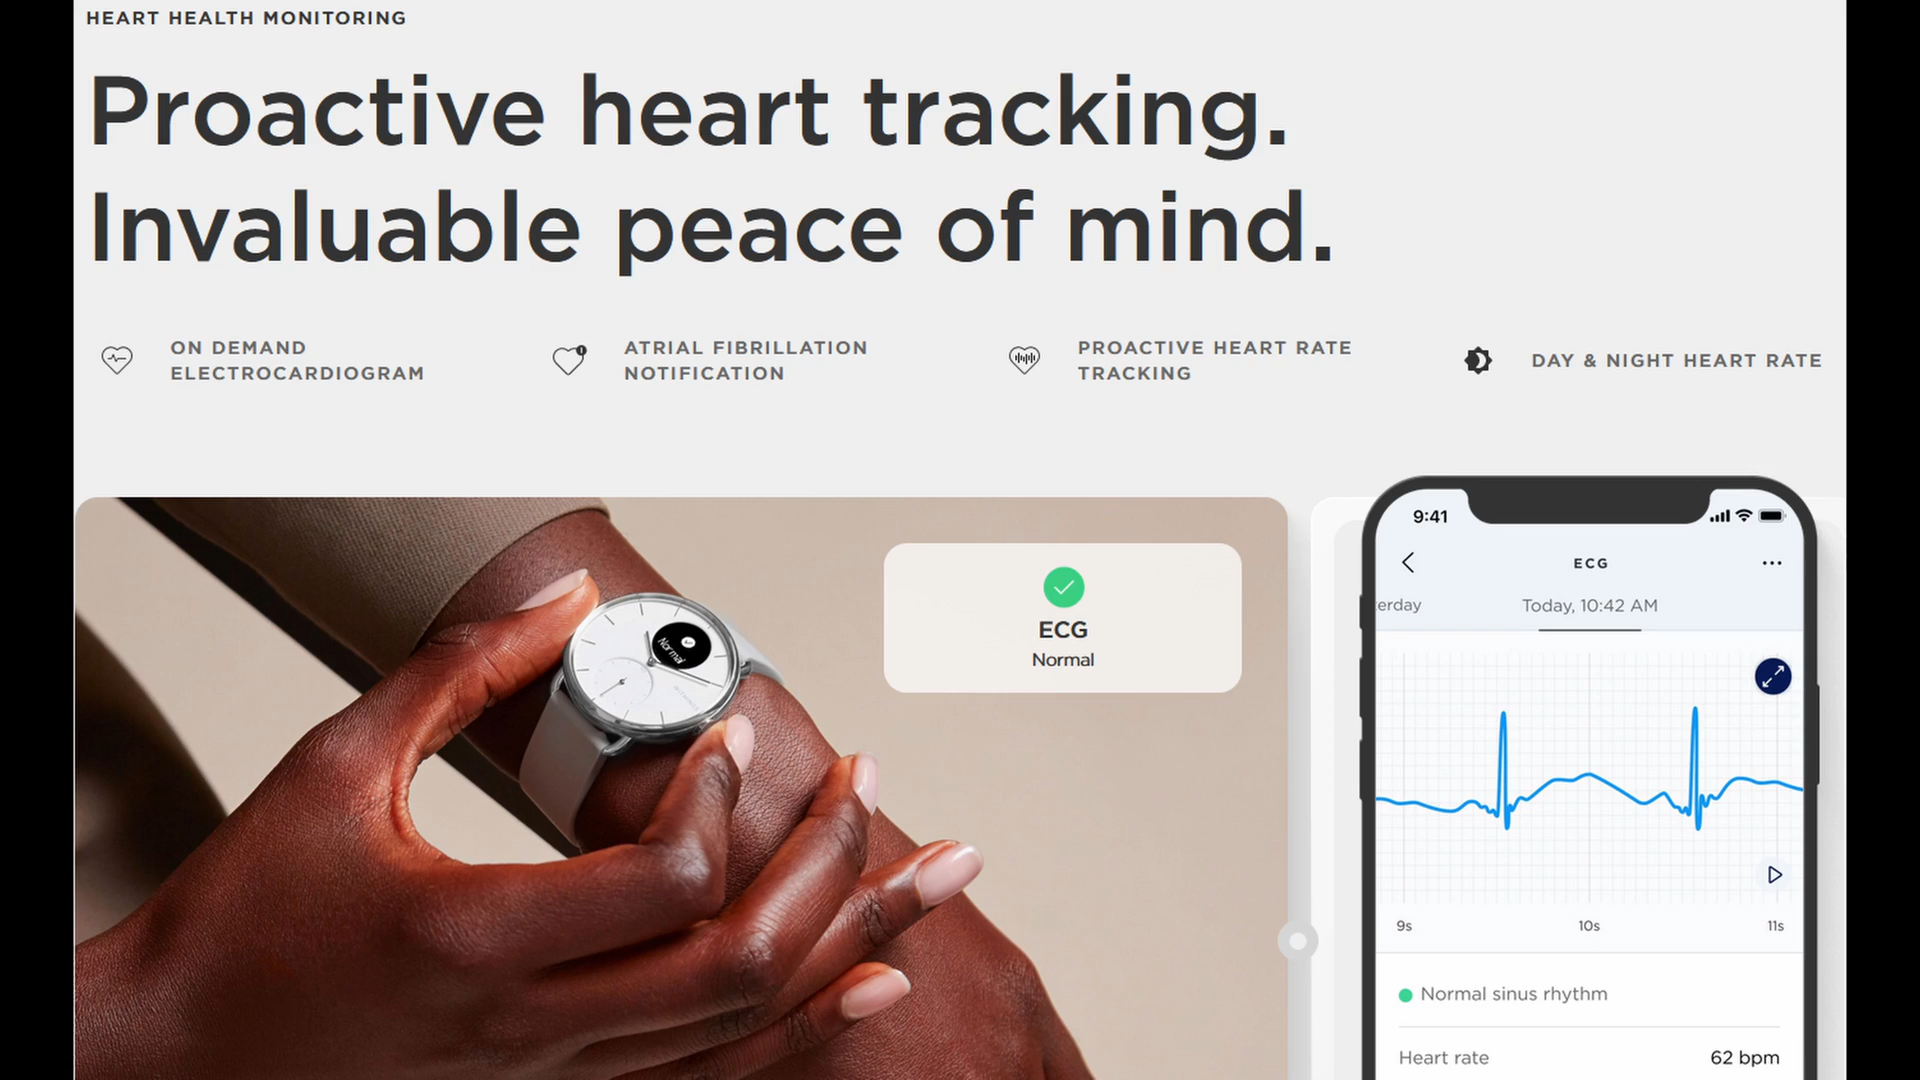 HEART HEALTH MONITORING
Proactive heart tracking.
Invaluable peace of mind.
ON DEMAND
ELECTROCARDIOGRAM
ATRIAL FIBRILLATION
NOTIFICATION
PROACTIVE HEART RATE
TRACKING
DAY & NIGHT HEART RATE
ECG
Normal
Normal
9:41
ECG
erday
Today, 10:42 AM
9s
10s
11s
Normal sinus rhythm
Heart rate
62 bpm